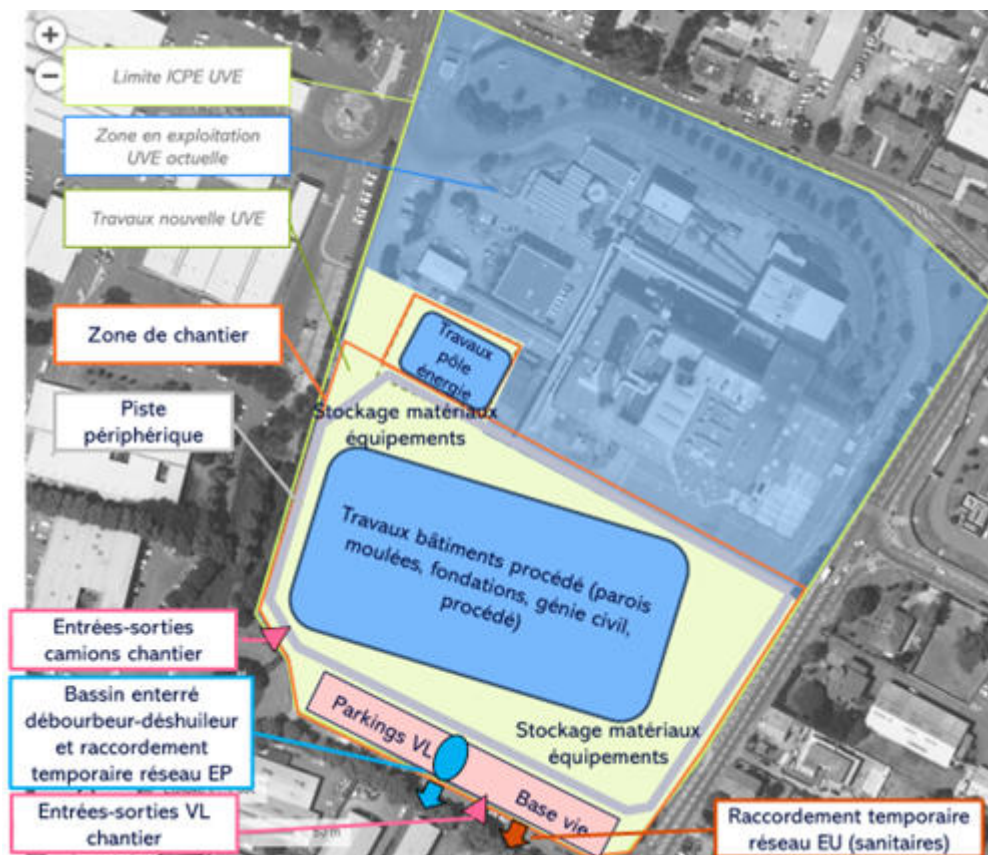 +
−
Limite ICPE UVE
Zone en exploitation
UVE actuelle
Travaux nouvelle UVE
Zone de chantier
Piste
périphérique
Travaux
pôle
énergie
Stockage matériaux
équipements
Travaux bâtiments procédé (parois
moulées, fondations, génie civil,
procédé)
Entrées-sorties
camions chantier
Bassin enterré
débourbeur-déshuileur
et raccordement
temporaire réseau EP
Entrées-sorties VL
chantier
Parkings VL
Base vie
Stockage matériaux
équipements
Raccordement temporaire
réseau EU (sanitaires)